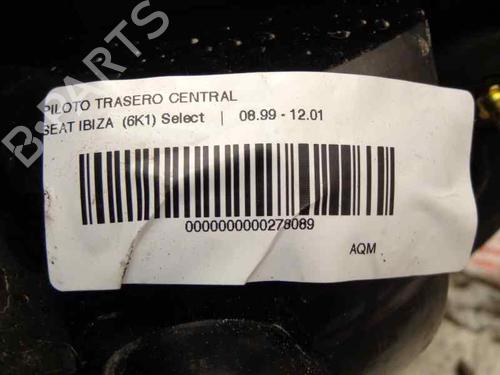 PILOTO TRASERO CENTRAL
SEAT IBIZA (6K1) Select | 08.99 - 12.01
0000000000278089
AQM
B-PARTS